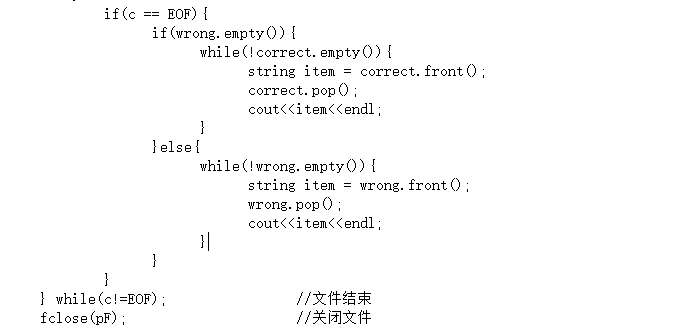 if(c == EOF){
if(wrong.empty()){
while(!correct.empty()){
string item = correct.front();
correct.pop();
cout<<item<<endl;
}
}else{
while(!wrong.empty()){
string item = wrong.front();
wrong.pop();
cout<<item<<endl;
}
}
}
} while(c!=EOF); //文件结束
fclose(pF); //关闭文件